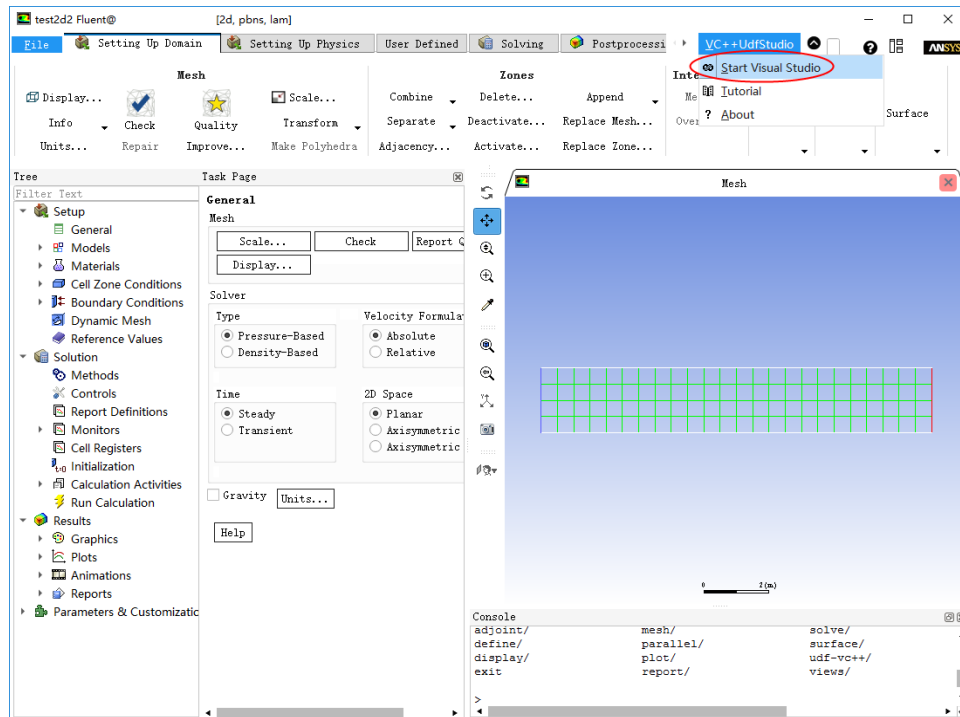 test2d2 Fluent@ [2d, pbns, lam]
File Setting Up Domain Setting Up Physics User Defined Solving Postprocessi VC++UdfStudio ANSYS
Start Visual Studio
Tutorial
About
Mesh Zones Inte
Display... Scale... Combine Delete... Append Me
Info Check Quality Transform Separate Deactivate... Replace Mesh... Over Surface
Units... Repair Improve... Make Polyhedra Adjacency... Activate... Replace Zone...
Tree
Filter Text
Setup
General
Models
Materials
Cell Zone Conditions
Boundary Conditions
Dynamic Mesh
Reference Values
Solution
Methods
Controls
Report Definitions
Monitors
Cell Registers
Initialization
Calculation Activities
Run Calculation
Results
Graphics
Plots
Animations
Reports
Parameters & Customizatic
Task Page
General
Mesh
Scale... Check Report Q
Display...
Solver
Type Velocity Formula
Pressure-Based Absolute
Density-Based Relative
Time 2D Space
Steady Planar
Transient Axisymmetric
Axisymmetric
Gravity Units...
Help
Mesh
0 2 (m)
Console
adjoint/ mesh/ solve/
define/ parallel/ surface/
display/ plot/ udf-vc++/
exit report/ views/
>